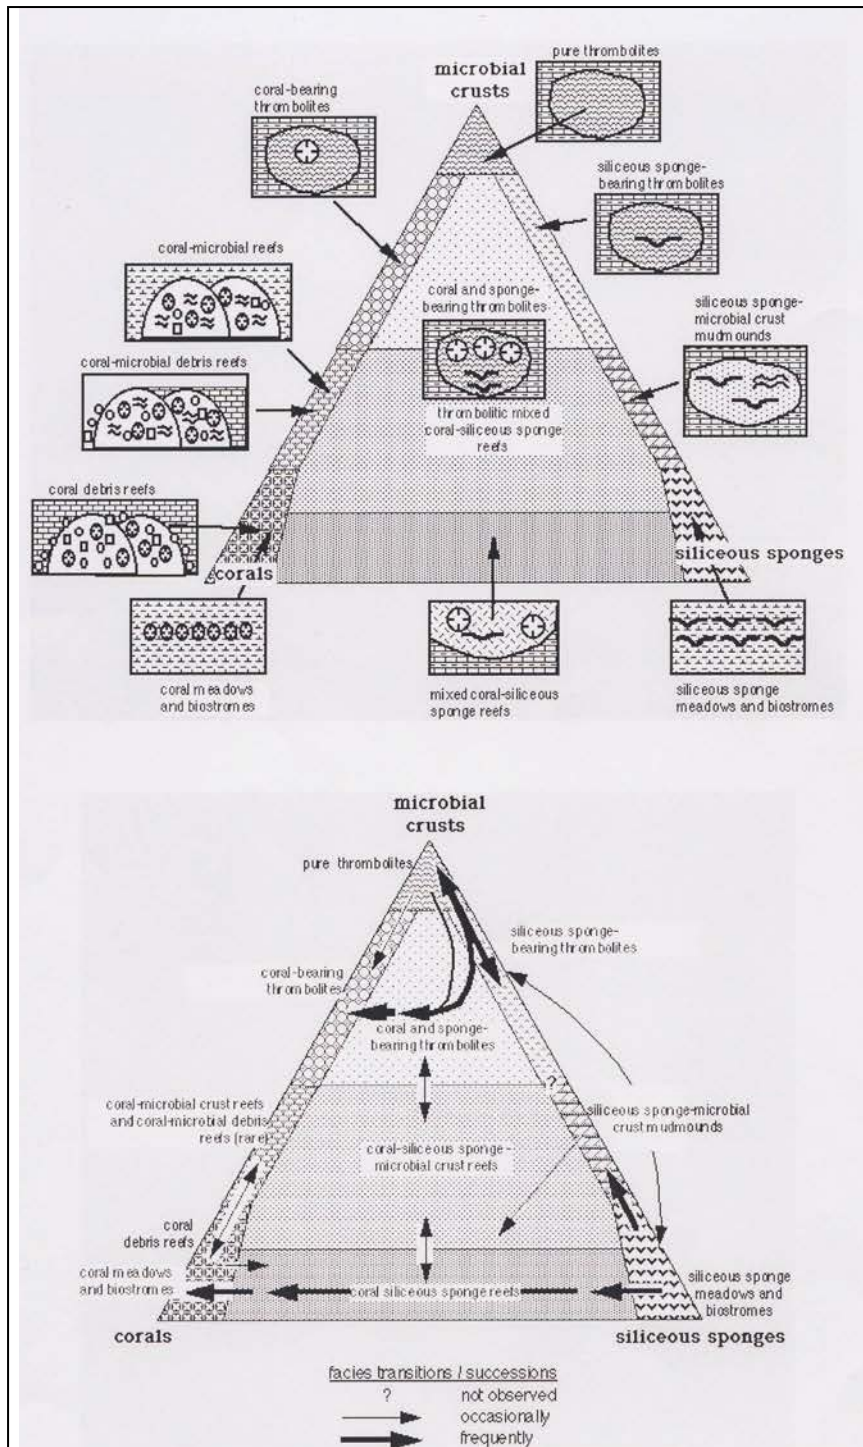 pure thrombolites
microbial
crusts
coral-bearing
thrombolites
siliceous sponge-
bearing thrombolites
coral-microbial reefs
coral and sponge-
bearing thrombolites
siliceous sponge-
microbial crust
mudmounds
coral-microbial debris reefs
thrombolitic mixed
coral-siliceous sponge
reefs
coral debris reefs
siliceous sponges
corals
coral meadows
and biostromes
mixed coral-siliceous
sponge reefs
siliceous sponge
meadows and biostromes
microbial
crusts
pure thrombolites
siliceous sponge-
bearing thrombolites
coral-bearing
thrombolites
coral and sponge-
bearing thrombolites
?
coral-microbial crust reefs
and coral-microbial debris
reefs (rare)
siliceous sponge-microbial
crust mudmounds
coral-siliceous sponge-
microbial crust reefs
coral
debris reefs
coral meadows
and biostromes
coral siliceous sponge reefs
siliceous sponge
meadows and
biostromes
corals
siliceous sponges
facies transitions / successions
? not observed
occasionally
frequently